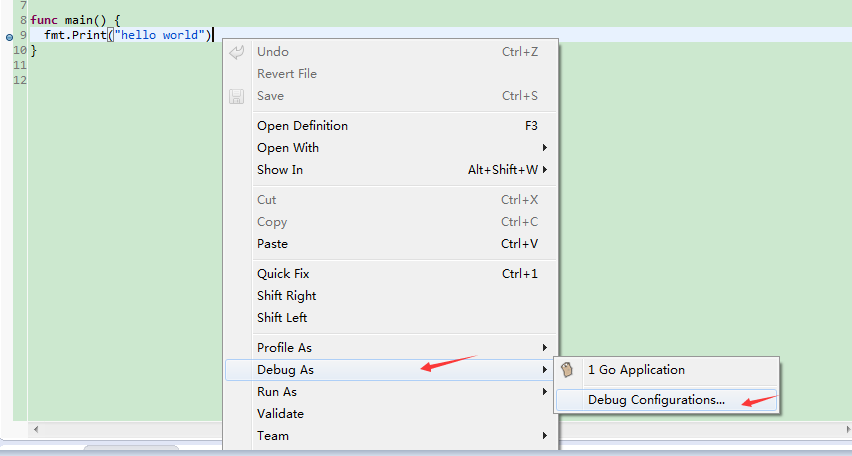 7
8 func main() {
9 fmt.Print("hello world")
10 }
11
12
Undo Ctrl+Z
Revert File
Save Ctrl+S
Open Definition F3
Open With
Show In Alt+Shift+W
Cut Ctrl+X
Copy Ctrl+C
Paste Ctrl+V
Quick Fix Ctrl+1
Shift Right
Shift Left
Profile As
Debug As
1 Go Application
Run As
Debug Configurations...
Validate
Team